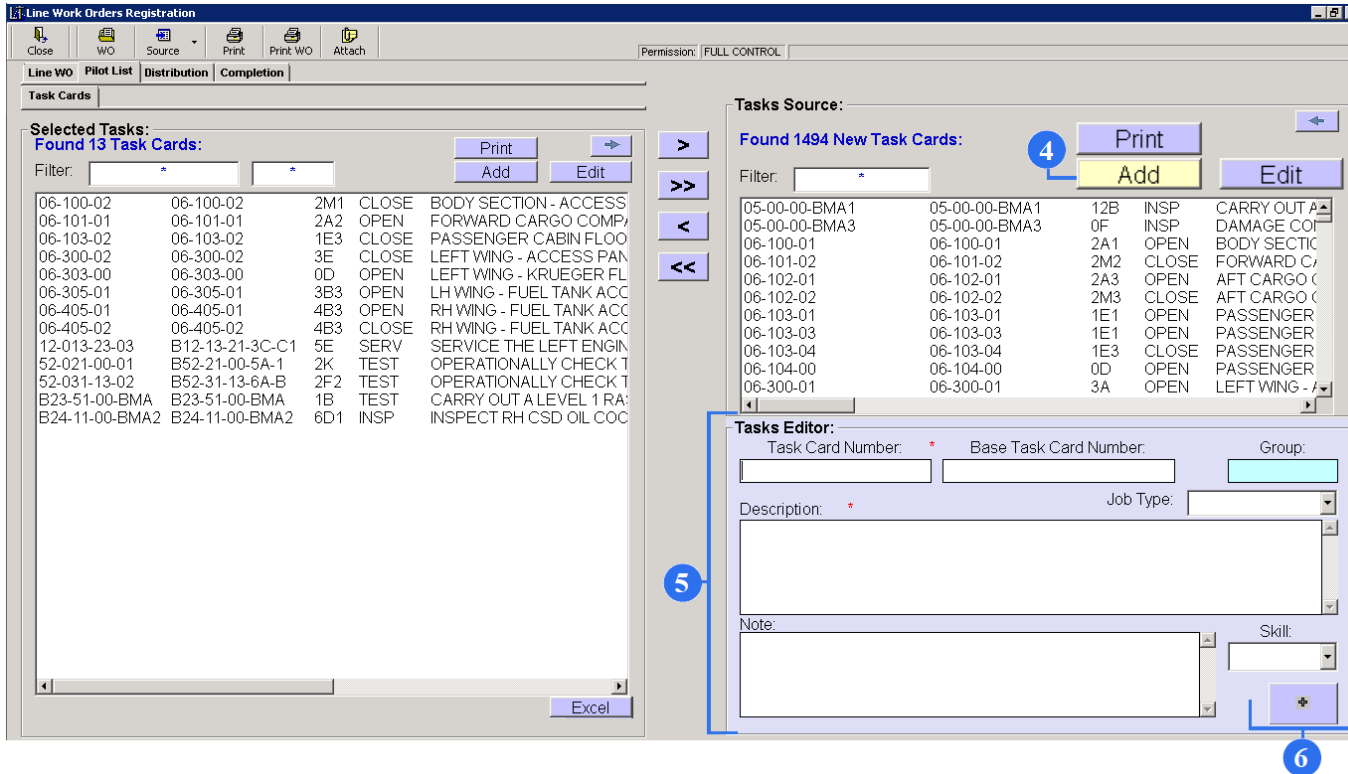 Line Work Orders Registration
Close WO Source Print Print WO Attach
Permission: FULL CONTROL
Line WO Pilot List Distribution Completion
Task Cards
Selected Tasks:
Found 13 Task Cards:
Print
Filter: * *
Add Edit
06-100-02 06-100-02 2M1 CLOSE BODY SECTION - ACCESS
06-101-01 06-101-01 2A2 OPEN FORWARD CARGO COMP
06-103-02 06-103-02 1E3 CLOSE PASSENGER CABIN FLOO
06-300-02 06-300-02 3E CLOSE LEFT WING - ACCESS PAN
06-303-00 06-303-00 0D OPEN LEFT WING - KRUEGER FL
06-305-01 06-305-01 3B3 OPEN LH WING - FUEL TANK ACC
06-405-01 06-405-01 4B3 OPEN RH WING - FUEL TANK ACC
06-405-02 06-405-02 4B3 CLOSE RH WING - FUEL TANK ACC
12-013-23-03 B12-13-21-3C-C1 5E SERV SERVICE THE LEFT ENGIN
52-021-00-01 B52-21-00-5A-1 2K TEST OPERATIONALLY CHECK T
52-031-13-02 B52-31-13-6A-B 2F2 TEST OPERATIONALLY CHECK T
B23-51-00-BMA B23-51-00-BMA 1B TEST CARRY OUT A LEVEL 1 RA
B24-11-00-BMA2 B24-11-00-BMA2 6D1 INSP INSPECT RH CSD OIL COO
Excel
>
>>
<
<<
Tasks Source:
Found 1494 New Task Cards:
4
Print
Filter: *
Add Edit
05-00-00-BMA1 05-00-00-BMA1 12B INSP CARRY OUT A
05-00-00-BMA3 05-00-00-BMA3 0F INSP DAMAGE CO
06-100-01 06-100-01 2A1 OPEN BODY SECTIO
06-101-02 06-101-02 2M2 CLOSE FORWARD C
06-102-01 06-102-01 2A3 OPEN AFT CARGO
06-102-02 06-102-02 2M3 CLOSE AFT CARGO
06-103-01 06-103-01 1E1 OPEN PASSENGER
06-103-03 06-103-03 1E1 OPEN PASSENGER
06-103-04 06-103-04 1E3 CLOSE PASSENGER
06-104-00 06-104-00 0D OPEN PASSENGER
06-300-01 06-300-01 3A OPEN LEFT WING -
Tasks Editor:
Task Card Number: * Base Task Card Number: Group:
Description: * Job Type:
5
Note:
Skill:
6